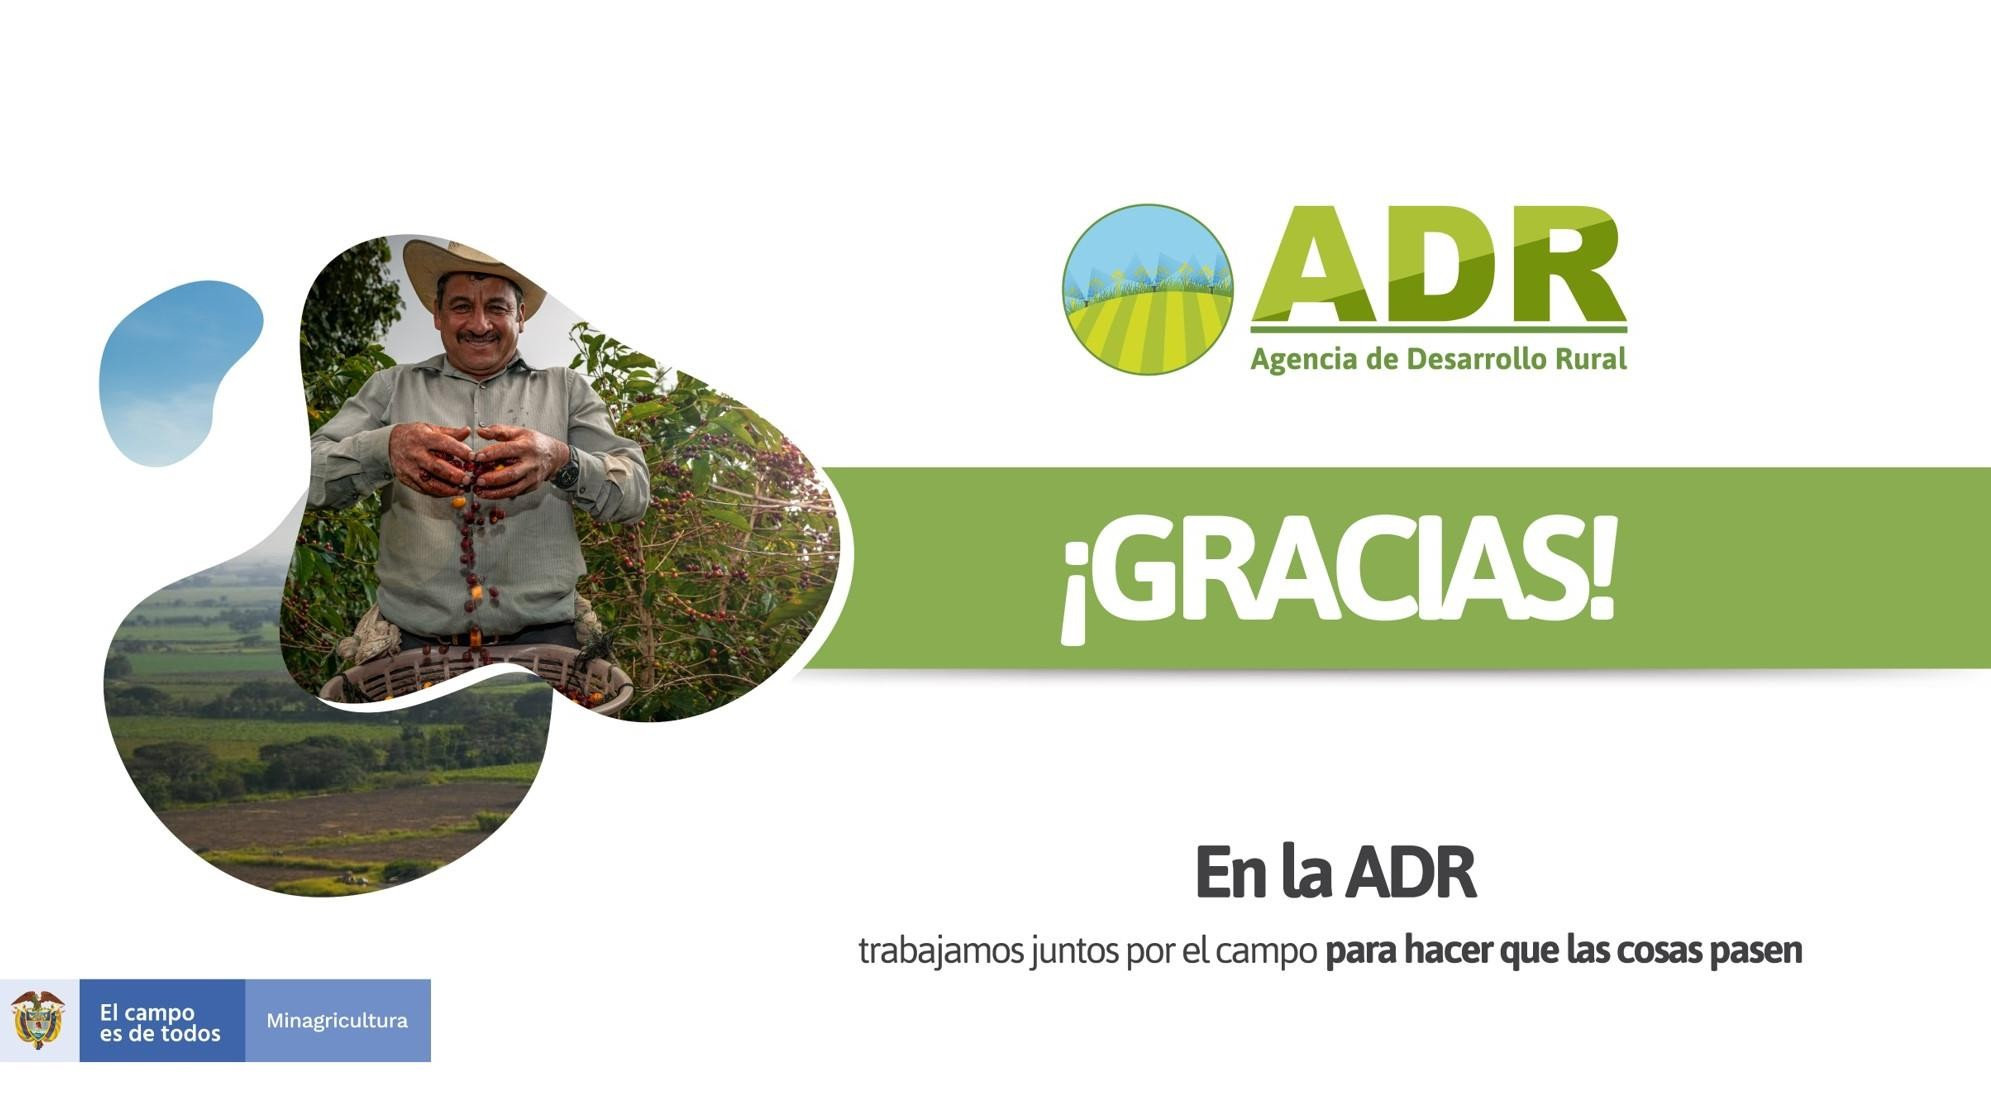 ADR
Agencia de Desarrollo Rural
¡GRACIAS!
En la ADR
trabajamos juntos por el campo para hacer que las cosas pasen
El campo
es de todos
Minagricultura